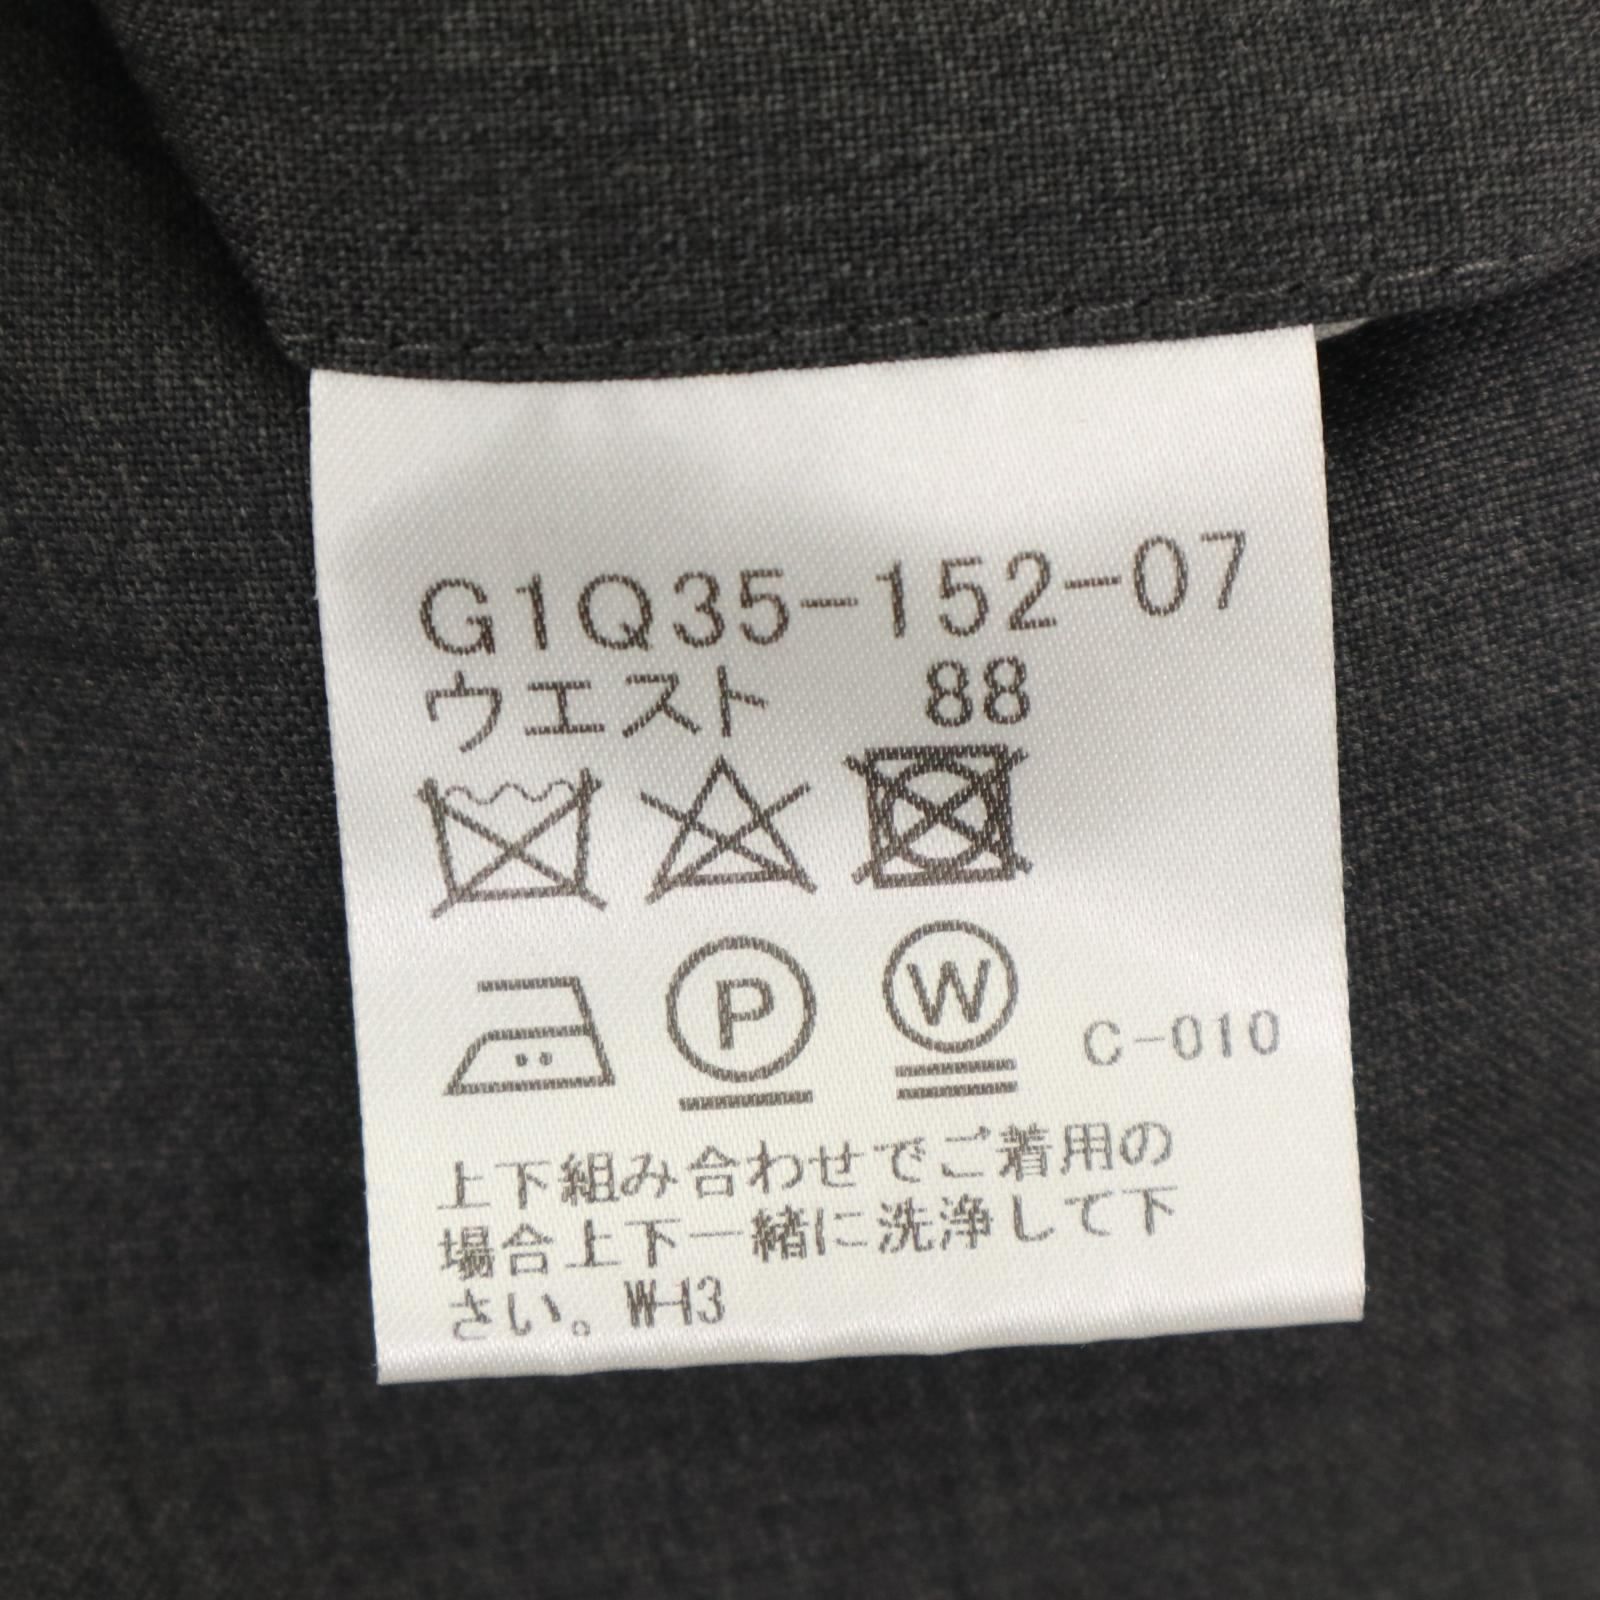 G1Q35-152-07
ウエスト 88
P W C-010
上下組み合わせでご着用の
場合上下一緒に洗浄して下
さい。W-13